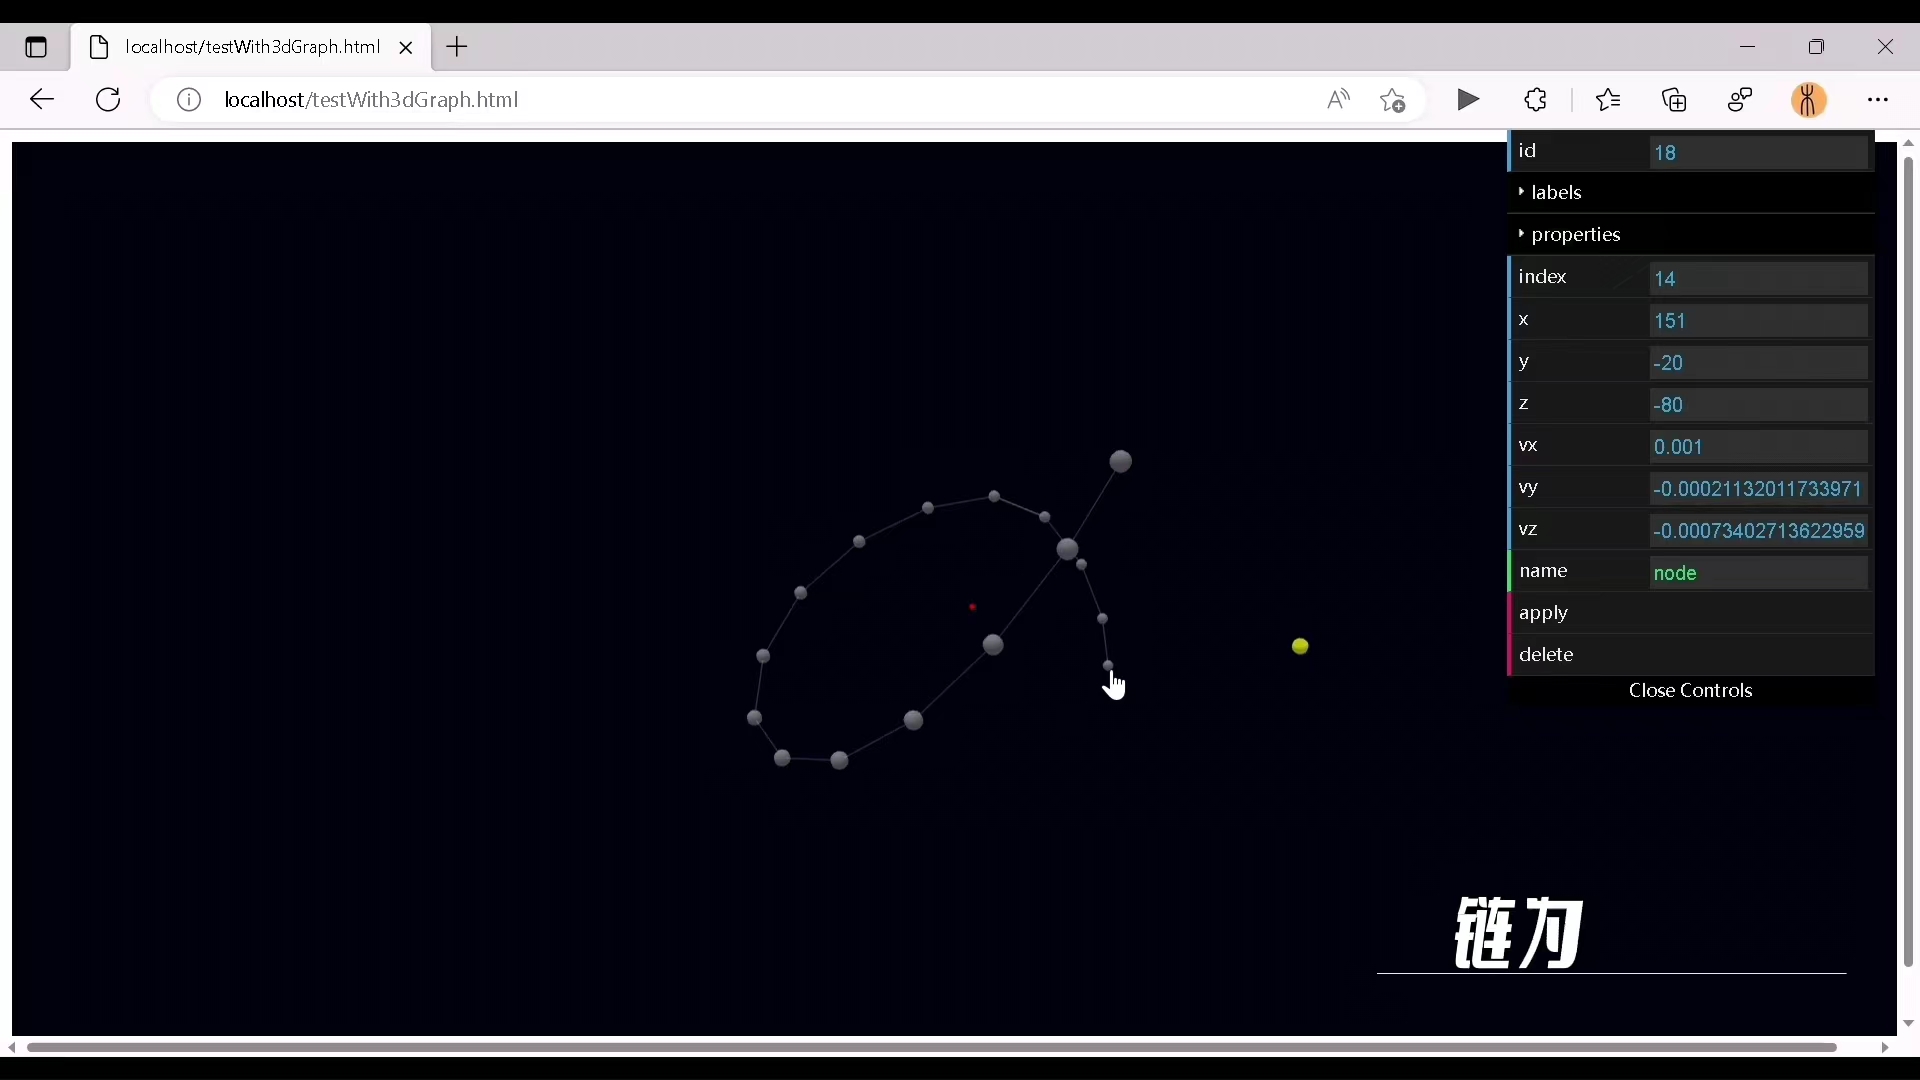 localhost/testWith3dGraph.html
localhost/testWith3dGraph.html
id 18
labels
properties
index 14
x 151
y -20
z -80
vx 0.001
vy -0.00021132011733971
vz -0.00073402713622959
name node
apply
delete
Close Controls
链为